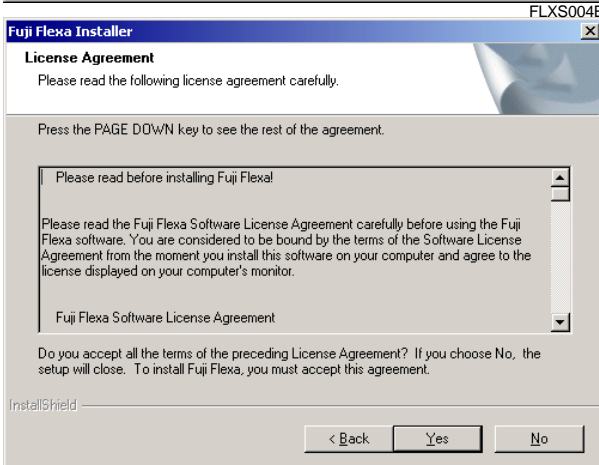 FLXS004E
Fuji Flexa Installer
License Agreement
Please read the following license agreement carefully.
Press the PAGE DOWN key to see the rest of the agreement.
Please read before installing Fuji Flexa!
Please read the Fuji Flexa Software License Agreement carefully before using the Fuji
Flexa software. You are considered to be bound by the terms of the Software License
Agreement from the moment you install this software on your computer and agree to the
license displayed on your computer's monitor.
Fuji Flexa Software License Agreement
Do you accept all the terms of the preceding License Agreement? If you choose No, the
setup will close. To install Fuji Flexa, you must accept this agreement.
InstallShield
< Back
Yes
No